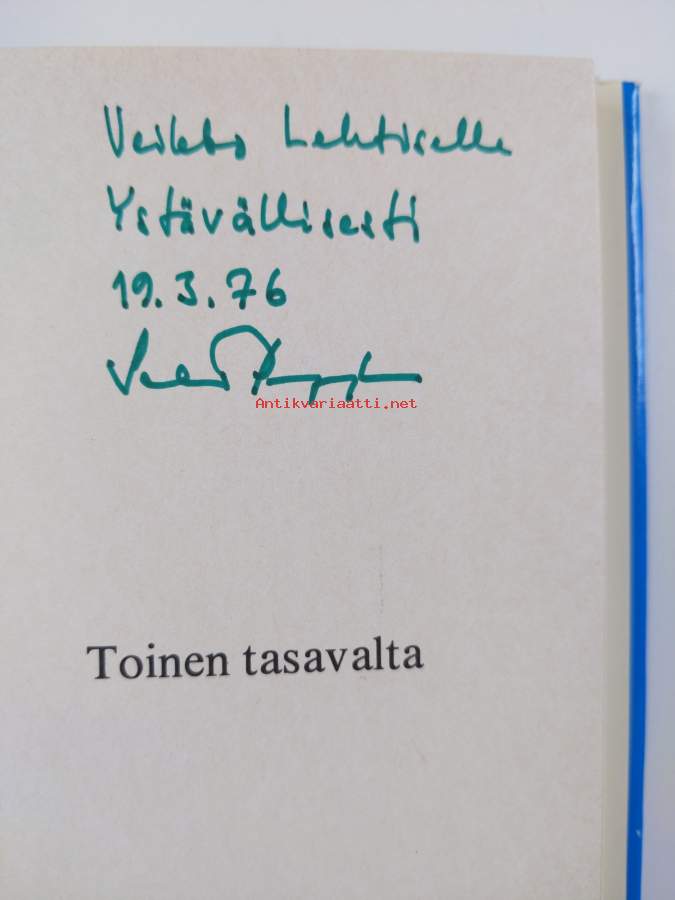 Veikko Lehtiselle
Ystävällisesti
19.3.76
Antikvariaatti.net
Toinen tasavalta